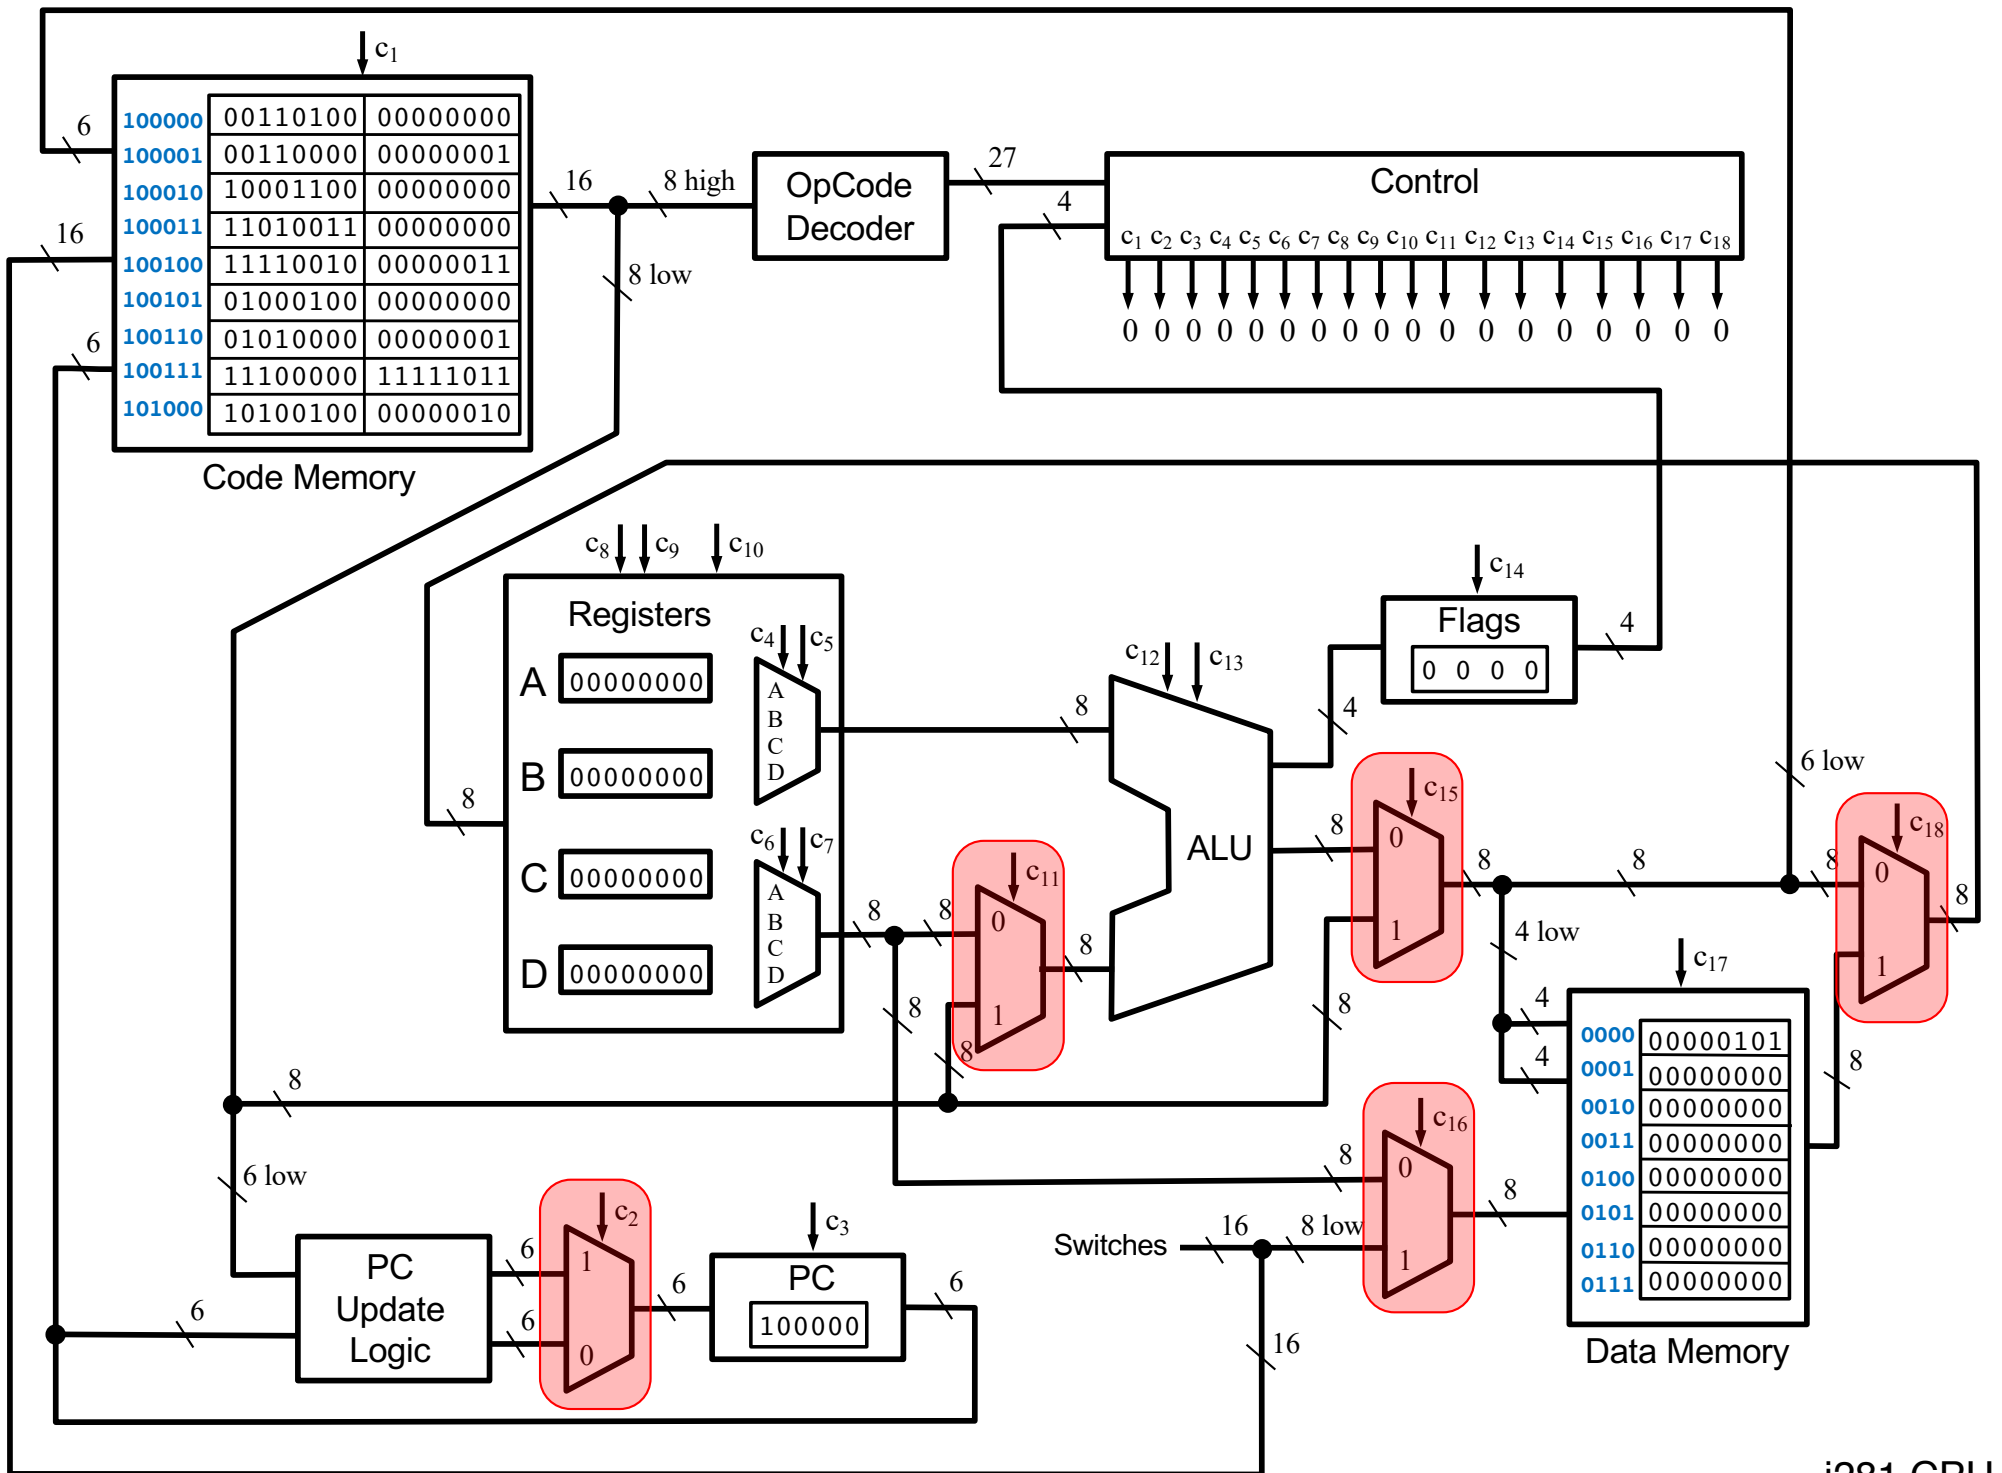 c1
100000 00110100 00000000
100001 00110000 00000001
100010 10001100 00000000
100011 11010011 00000000
100100 11110010 00000011
100101 01000100 00000000
100110 01010000 00000001
100111 11100000 11111011
101000 10100100 00000010
Code Memory
6
16
6
16
8 high
8 low
OpCode
Decoder
27
4
Control
c1 c2 c3 c4 c5 c6 c7 c8 c9 c10 c11 c12 c13 c14 c15 c16 c17 c18
0 0 0 0 0 0 0 0 0 0 0 0 0 0 0 0 0 0
c8 c9 c10
Registers
A 00000000
B 00000000
C 00000000
D 00000000
8
c4 c5
A
B
C
D
c6 c7
A
B
C
D
8
8
8
8
c11
0
1
8
8
c12 c13
ALU
c14
Flags
0 0 0 0
4
4
8
c15
0
1
8
8
8
6 low
8
c18
0
1
8
4 low
4
4
c17
0000 00000101
0001 00000000
0010 00000000
0011 00000000
0100 00000000
0101 00000000
0110 00000000
0111 00000000
Data Memory
8
8
6 low
PC
Update
Logic
6
6
6
c2
1
0
6
c3
PC
100000
6
Switches
16
8 low
16
8
c16
0
1
8